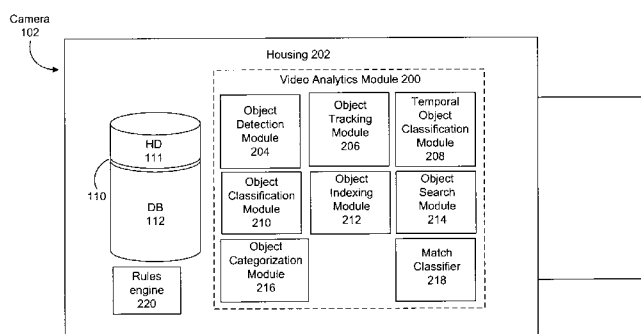 Camera
102
Housing 202
Video Analytics Module 200
Object
Detection
Module
204
Object
Tracking
Module
206
Temporal
Object
Classification
Module
208
HD
111
110
DB
112
Object
Classification
Module
210
Object
Indexing
Module
212
Object
Search
Module
214
Rules
engine
220
Object
Categorization
Module
216
Match
Classifier
218